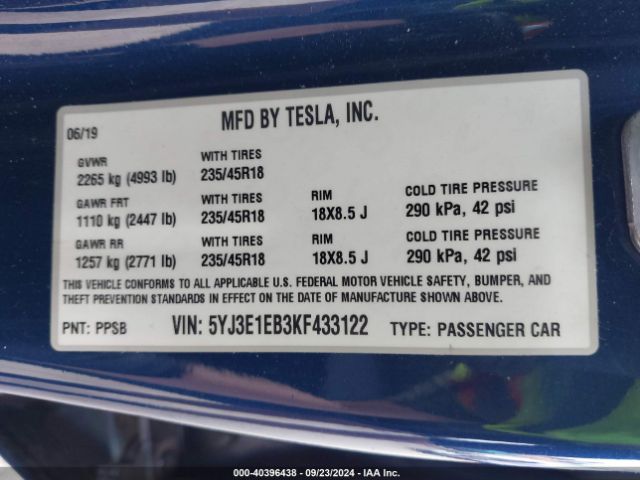 MFD BY TESLA, INC.
06/19
GVWR WITH TIRES
2265 kg (4993 lb) 235/45R18
GAWR FRT WITH TIRES RIM COLD TIRE PRESSURE
1110 kg (2447 lb) 235/45R18 18X8.5 J 290 kPa, 42 psi
GAWR RR WITH TIRES RIM COLD TIRE PRESSURE
1257 kg (2771 lb) 235/45R18 18X8.5 J 290 kPa, 42 psi
THIS VEHICLE CONFORMS TO ALL APPLICABLE U.S. FEDERAL MOTOR VEHICLE SAFETY, BUMPER, AND
THEFT PREVENTION STANDARDS IN EFFECT ON THE DATE OF MANUFACTURE SHOWN ABOVE.
PNT: PPSB VIN: 5YJ3E1EB3KF433122 TYPE: PASSENGER CAR
000-40396438 - 09/23/2024 - IAA Inc.